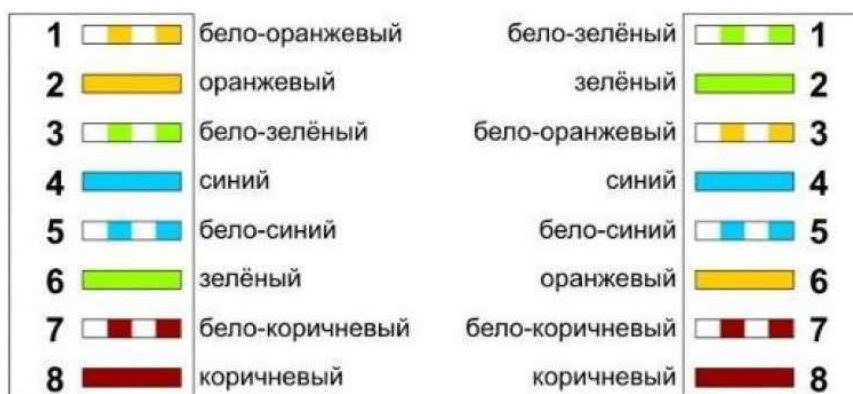 1 бело-оранжевый бело-зелёный 1
2 оранжевый зелёный 2
3 бело-зелёный бело-оранжевый 3
4 синий синий 4
5 бело-синий бело-синий 5
6 зелёный оранжевый 6
7 бело-коричневый бело-коричневый 7
8 коричневый коричневый 8